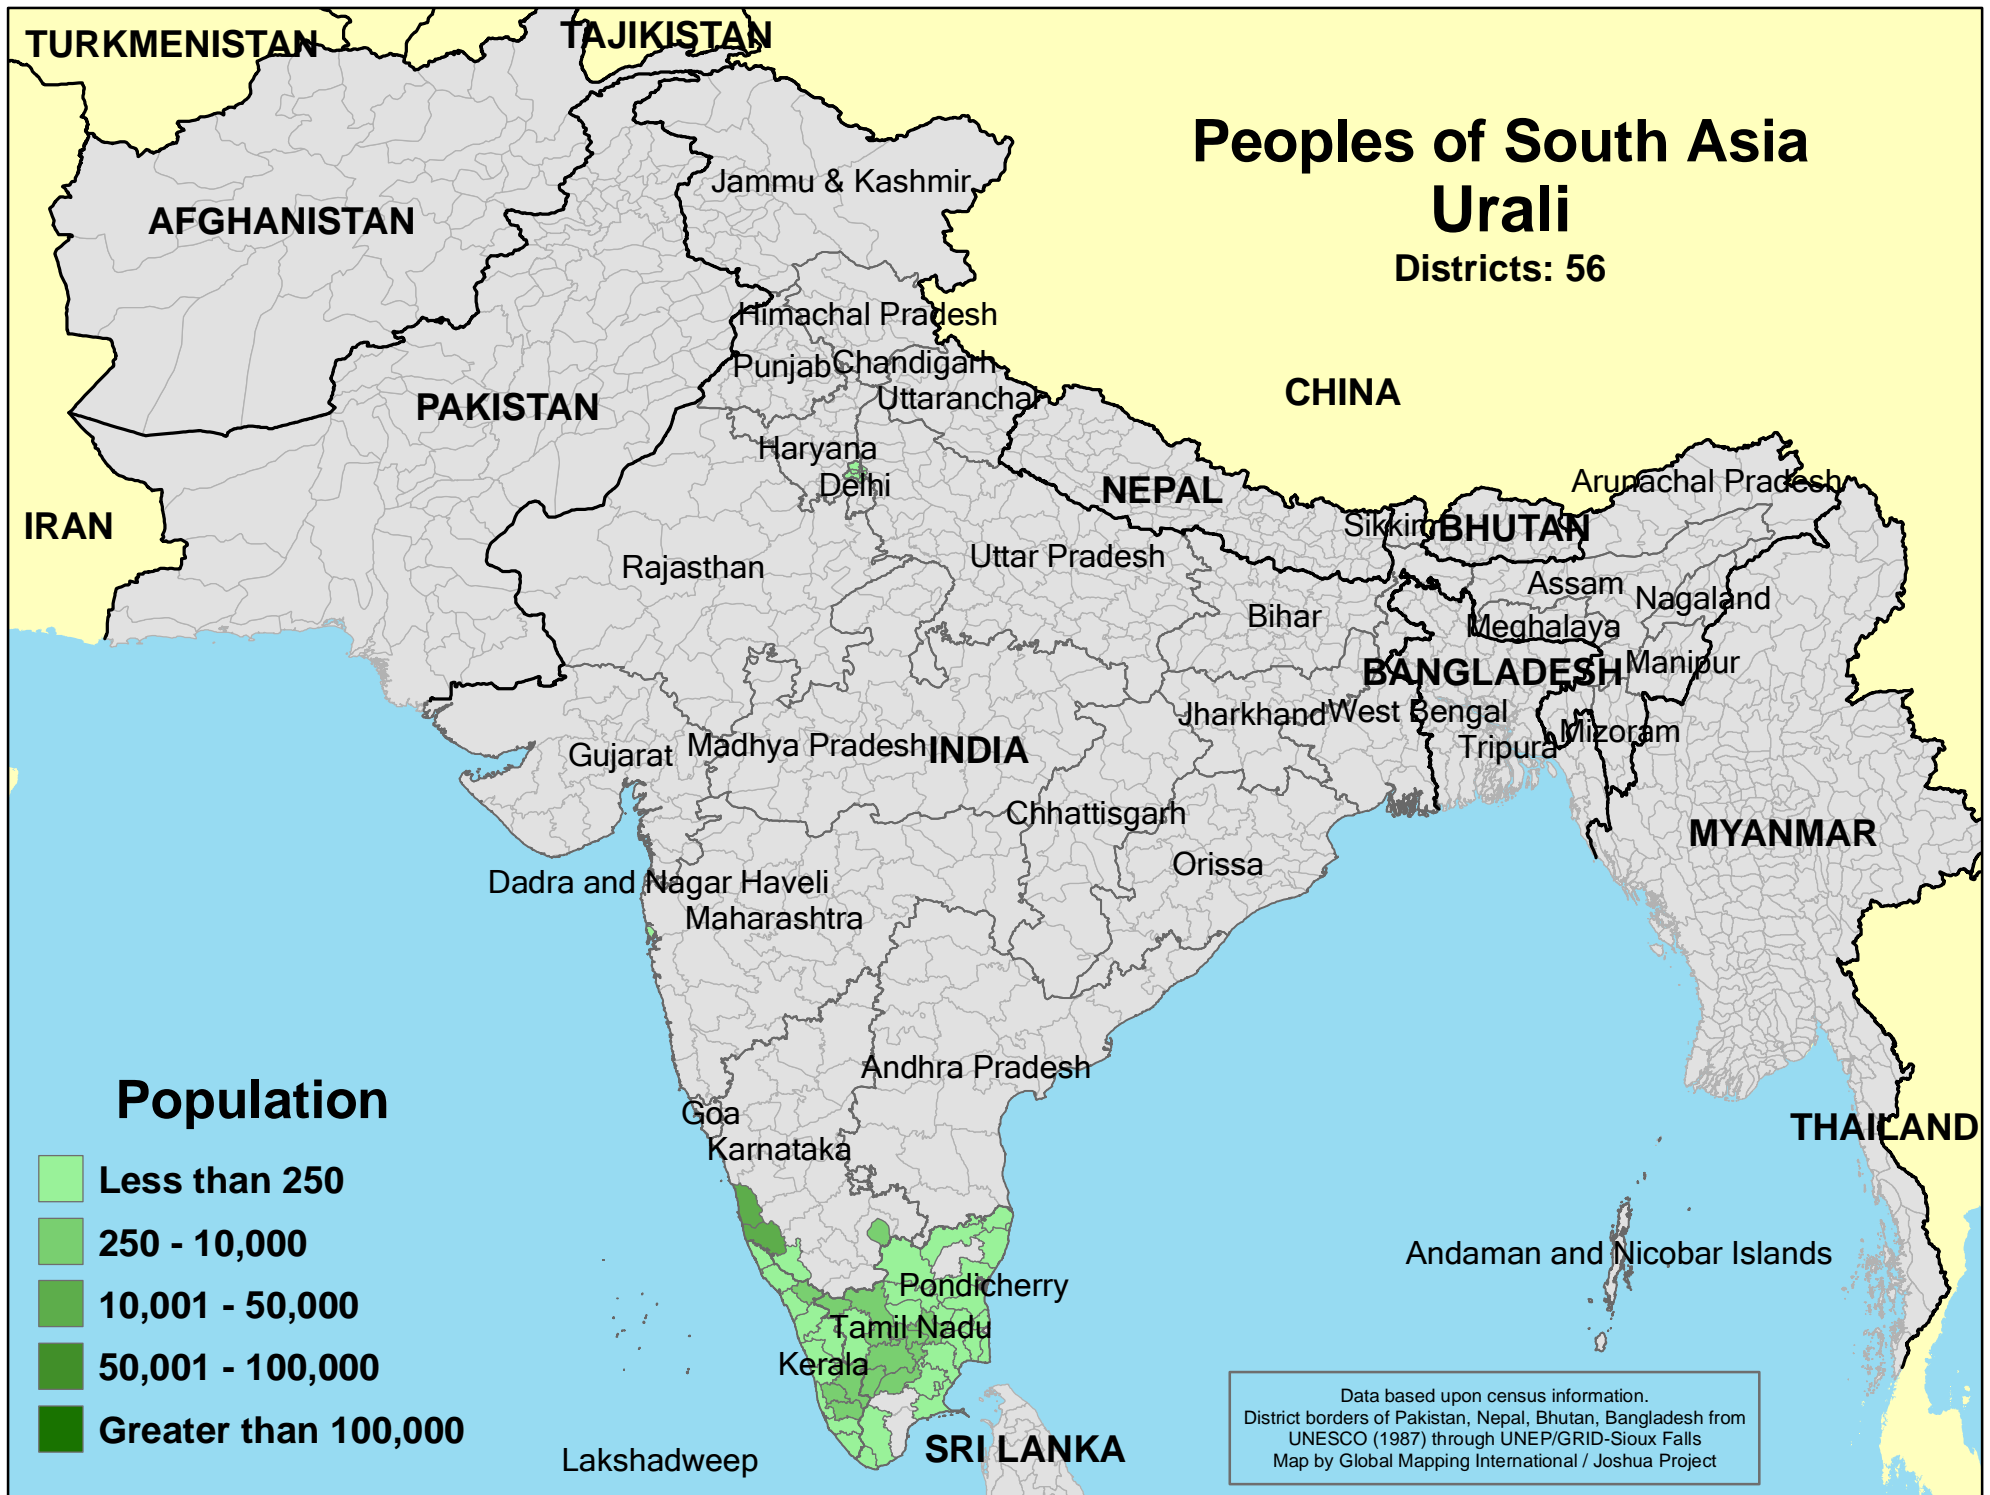 TURKMENISTAN
TAJIKISTAN
Peoples of South Asia
Urali
Districts: 56
Jammu & Kashmir
AFGHANISTAN
Himachal Pradesh
Punjab
Chandigarh
CHINA
Uttaranchal
PAKISTAN
Haryana
Delhi
NEPAL
Arunachal Pradesh
IRAN
Sikkim
BHUTAN
Uttar Pradesh
Rajasthan
Assam
Nagaland
Bihar
Meghalaya
BANGLADESH
Manipur
Jharkhand
West Bengal
Mizoram
Tripura
Gujarat
Madhya Pradesh
INDIA
Chhattisgarh
MYANMAR
Orissa
Dadra and Nagar Haveli
Maharashtra
Andhra Pradesh
Goa
Karnataka
THAILAND
Andaman and Nicobar Islands
Pondicherry
Tamil Nadu
Kerala
SRI LANKA
Lakshadweep
Population
Less than 250
250 - 10,000
10,001 - 50,000
50,001 - 100,000
Greater than 100,000
Data based upon census information.
District borders of Pakistan, Nepal, Bhutan, Bangladesh from
UNESCO (1987) through UNEP/GRID-Sioux Falls
Map by Global Mapping International / Joshua Project